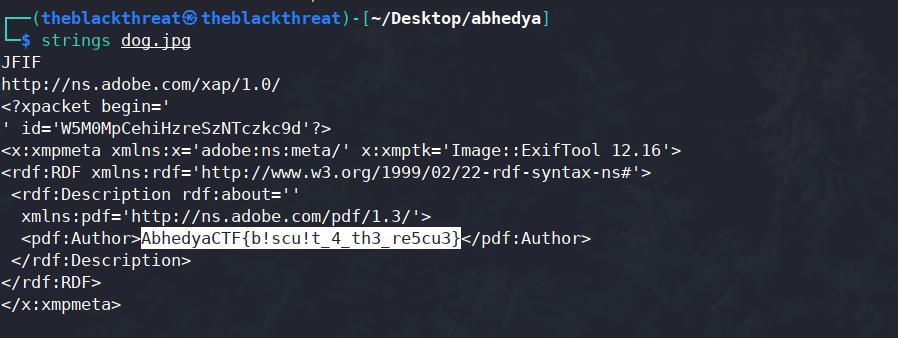 ┌──(theblackthreat㉿theblackthreat)-[~/Desktop/abhedya]
└─$ strings dog.jpg
JFIF
http://ns.adobe.com/xap/1.0/
<?xpacket begin='
' id='W5M0MpCehiHzreSzNTczkc9d'?>
<x:xmpmeta xmlns:x='adobe:ns:meta/' x:xmptk='Image::ExifTool 12.16'>
<rdf:RDF xmlns:rdf='http://www.w3.org/1999/02/22-rdf-syntax-ns#'>
 <rdf:Description rdf:about=''
  xmlns:pdf='http://ns.adobe.com/pdf/1.3/'>
  <pdf:Author>AbhedyaCTF{b!scu!t_4_th3_re5cu3}</pdf:Author>
 </rdf:Description>
</rdf:RDF>
</x:xmpmeta>